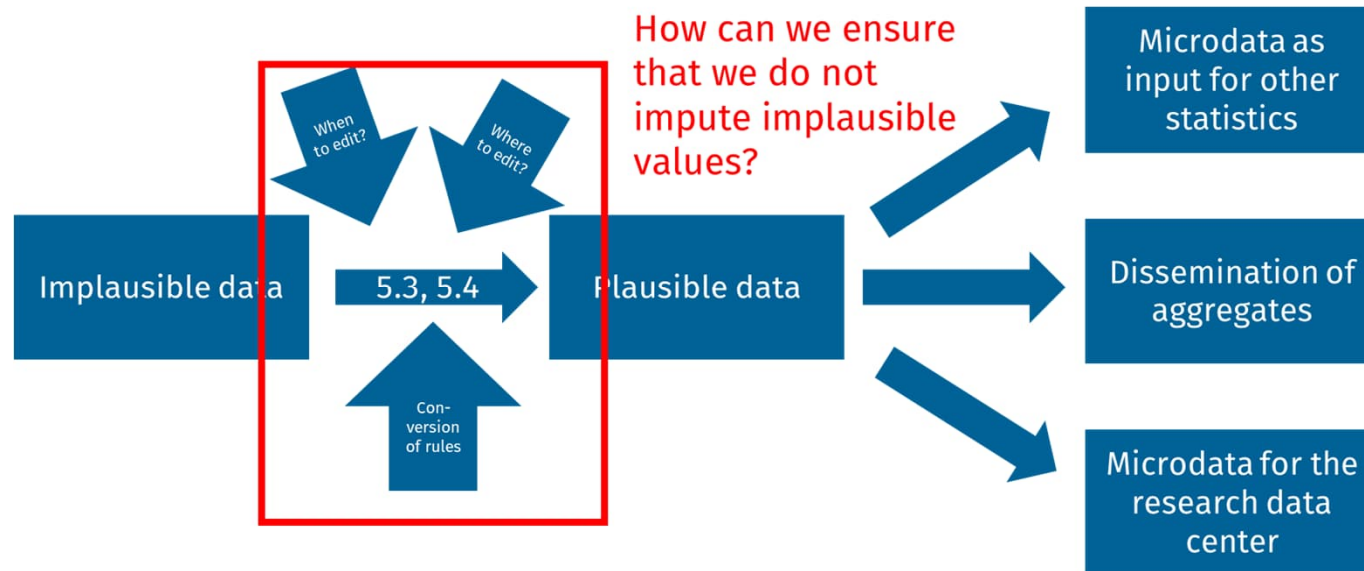 How can we ensure
that we do not
impute implausible
values?
When
to edit?
Where
to edit?
Implausible data
5.3, 5.4
Plausible data
Con-
version
of rules
Microdata as
input for other
statistics
Dissemination of
aggregates
Microdata for the
research data
center